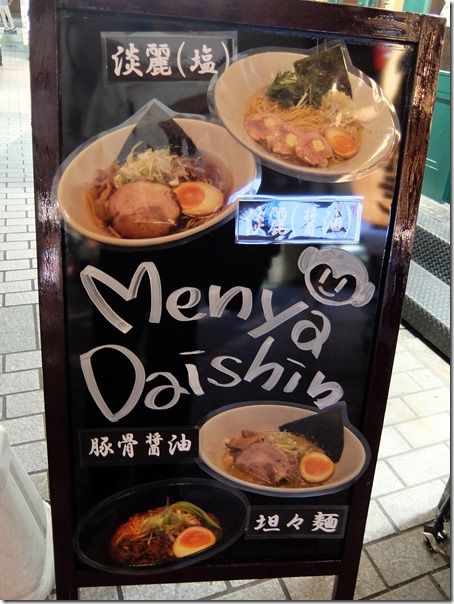 淡麗(塩)
淡麗(醤油)
Menya
Daishin
豚骨醤油
坦々麺